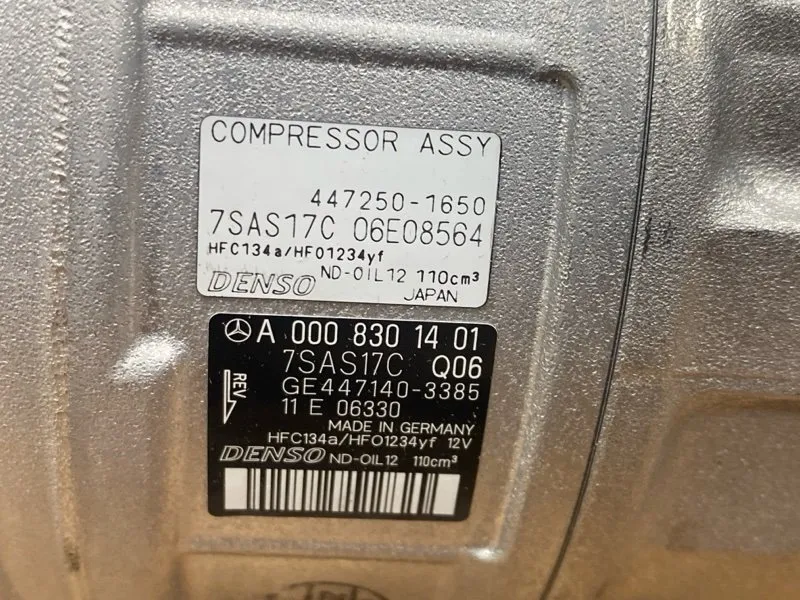 COMPRESSOR ASSY
447250-1650
7SAS17C 06E08564
HFC134a/HFO1234yf
ND-OIL12 110cm³
DENSO
JAPAN
A 000 830 14 01
7SAS17C Q06
REV
GE447140-3385
11 E 06330
MADE IN GERMANY
HFC134a/HFO1234yf 12V
DENSO ND-OIL12 110cm³